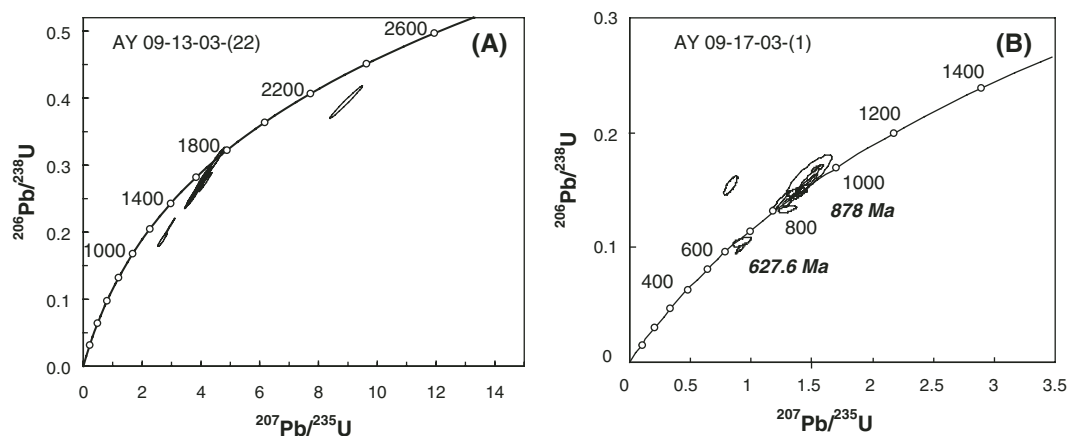 AY 09-13-03-(22)
(A)
0.5
0.4
0.3
0.2
0.1
0.0
2600
2200
1800
1400
1000
0 2 4 6 8 10 12 14
²⁰⁶Pb/²³⁸U
²⁰⁷Pb/²³⁵U
AY 09-17-03-(1)
(B)
0.3
0.2
0.1
0
1400
1200
1000
878 Ma
800
600
627.6 Ma
400
0 0.5 1 1.5 2 2.5 3 3.5
²⁰⁶Pb/²³⁸U
²⁰⁷Pb/²³⁵U